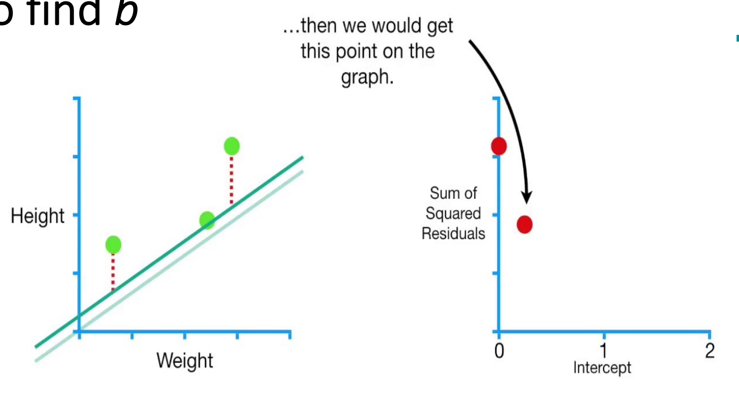 o find b
...then we would get
this point on the
graph.
Height
Weight
Sum of
Squared
Residuals
0
1
2
Intercept